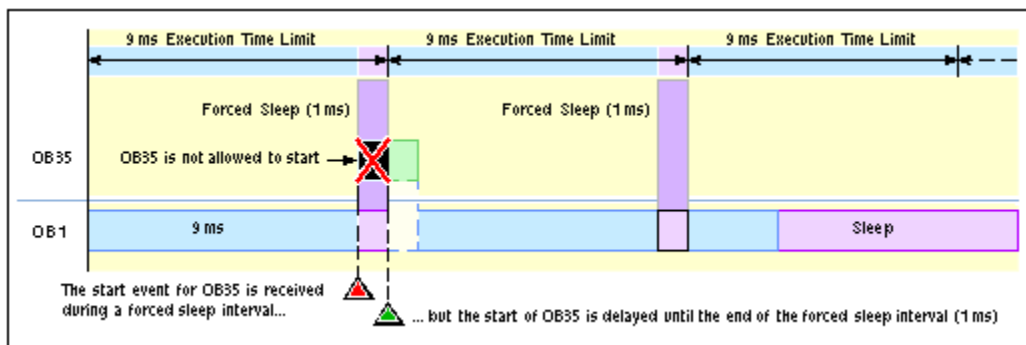 9 ms Execution Time Limit
9 ms Execution Time Limit
9 ms Execution Time Limit
Forced Sleep (1 ms)
Forced Sleep (1 ms)
OB35
OB35 is not allowed to start
OB1
9 ms
Sleep
The start event for OB35 is received
during a forced sleep interval...
... but the start of OB35 is delayed until the end of the forced sleep interval (1 ms)